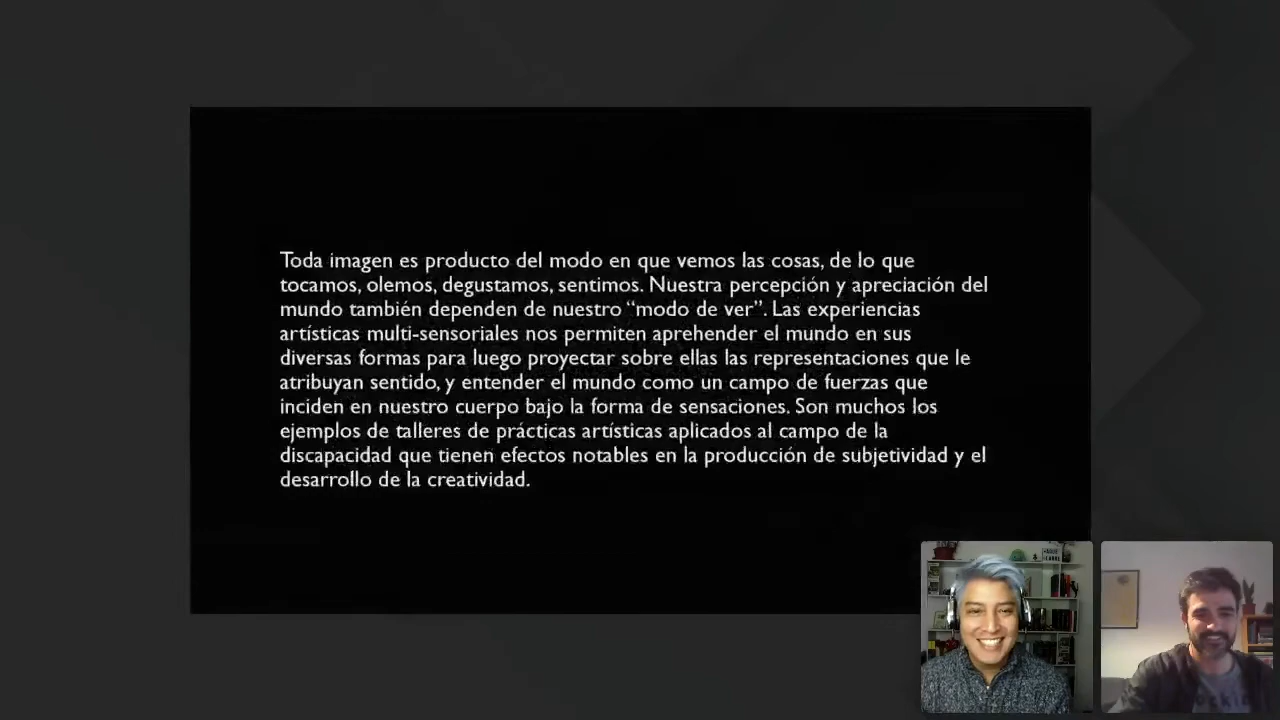 Toda imagen es producto del modo en que vemos las cosas, de lo que
tocamos, olemos, degustamos, sentimos. Nuestra percepción y apreciación del
mundo también dependen de nuestro “modo de ver”. Las experiencias
artísticas multi-sensoriales nos permiten aprehender el mundo en sus
diversas formas para luego proyectar sobre ellas las representaciones que le
atribuyan sentido, y entender el mundo como un campo de fuerzas que
inciden en nuestro cuerpo bajo la forma de sensaciones. Son muchos los
ejemplos de talleres de prácticas artísticas aplicados al campo de la
discapacidad que tienen efectos notables en la producción de subjetividad y el
desarrollo de la creatividad.